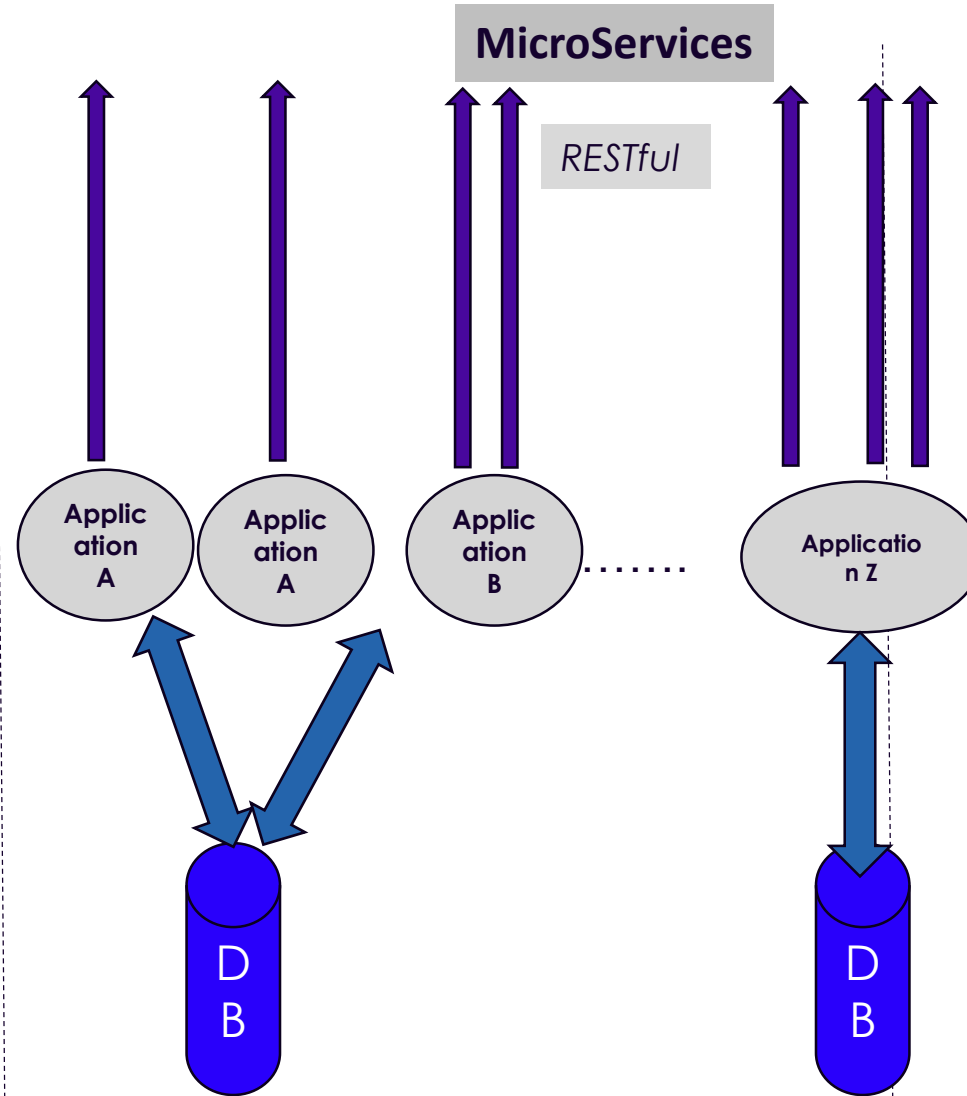 MicroServices
RESTful
Applic
ation
A
Applic
ation
A
Applic
ation
B
.......
Applicatio
n Z
D
B
D
B